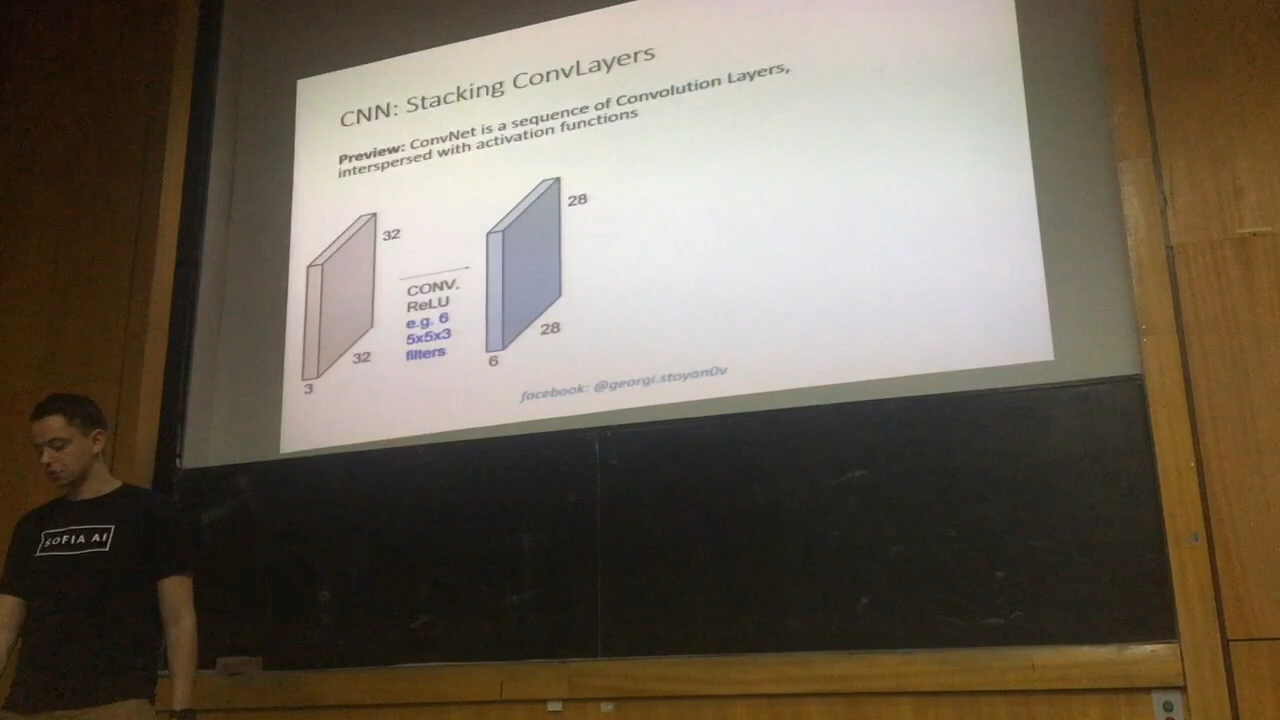 CNN: Stacking ConvLayers
Preview: ConvNet is a sequence of Convolution Layers,
interspersed with activation functions
32
32
3
CONV,
ReLU
e.g. 6
5x5x3
filters
28
28
6
facebook: @georgi.stoyan0v
SOFIA AI